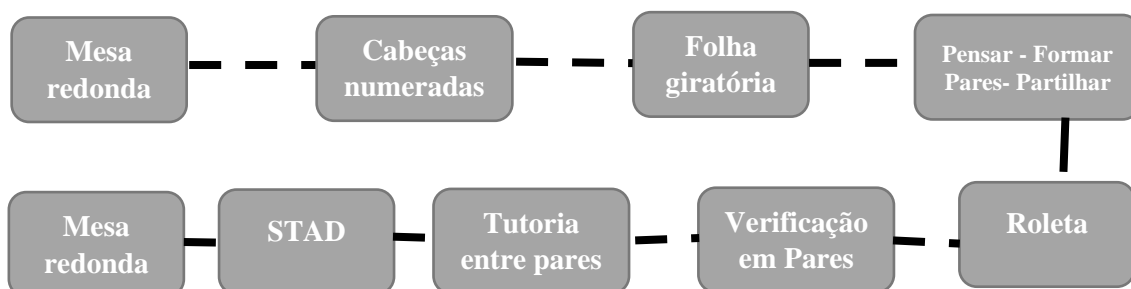 Mesa
redonda
Cabeças
numeradas
Folha
giratória
Pensar - Formar
Pares- Partilhar
Mesa
redonda
STAD
Tutoria
entre pares
Verificação
em Pares
Roleta